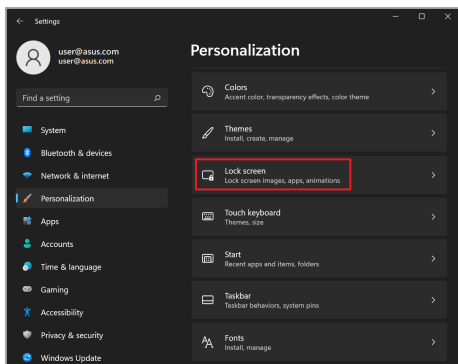 Settings
user@asus.com
user@asus.com
Find a setting
System
Bluetooth & devices
Network & internet
Personalization
Apps
Accounts
Time & language
Gaming
Accessibility
Privacy & security
Windows Update
Personalization
Colors
Accent color, transparency effects, color theme
Themes
Install, create, manage
Lock screen
Lock screen images, apps, animations
Touch keyboard
Themes, size
Start
Recent apps and items, folders
Taskbar
Taskbar behaviors, system pins
Fonts
Install, manage